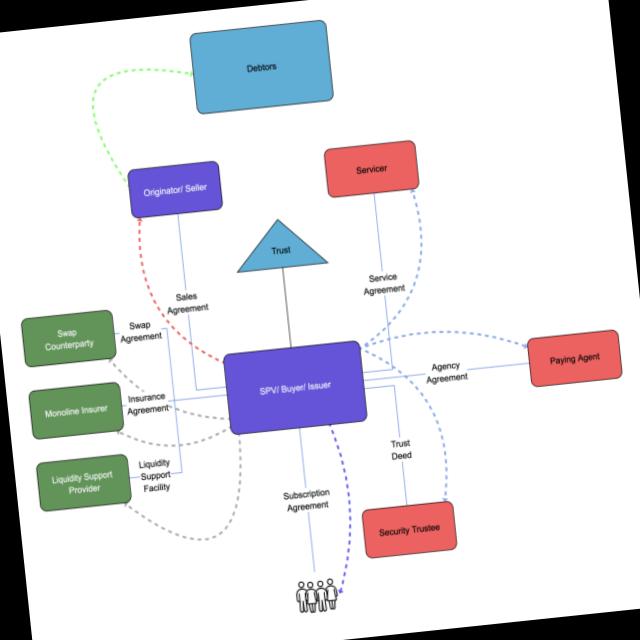 Debtors
Servicer
Originator/ Seller
Trust
Service
Agreement
Sales
Agreement
Swap
Counterparty
Swap
Agreement
Paying Agent
Agency
Agreement
SPV/ Buyer/ Issuer
Monoline Insurer
Insurance
Agreement
Trust
Deed
Liquidity Support
Provider
Liquidity
Support
Facility
Subscription
Agreement
Security Trustee